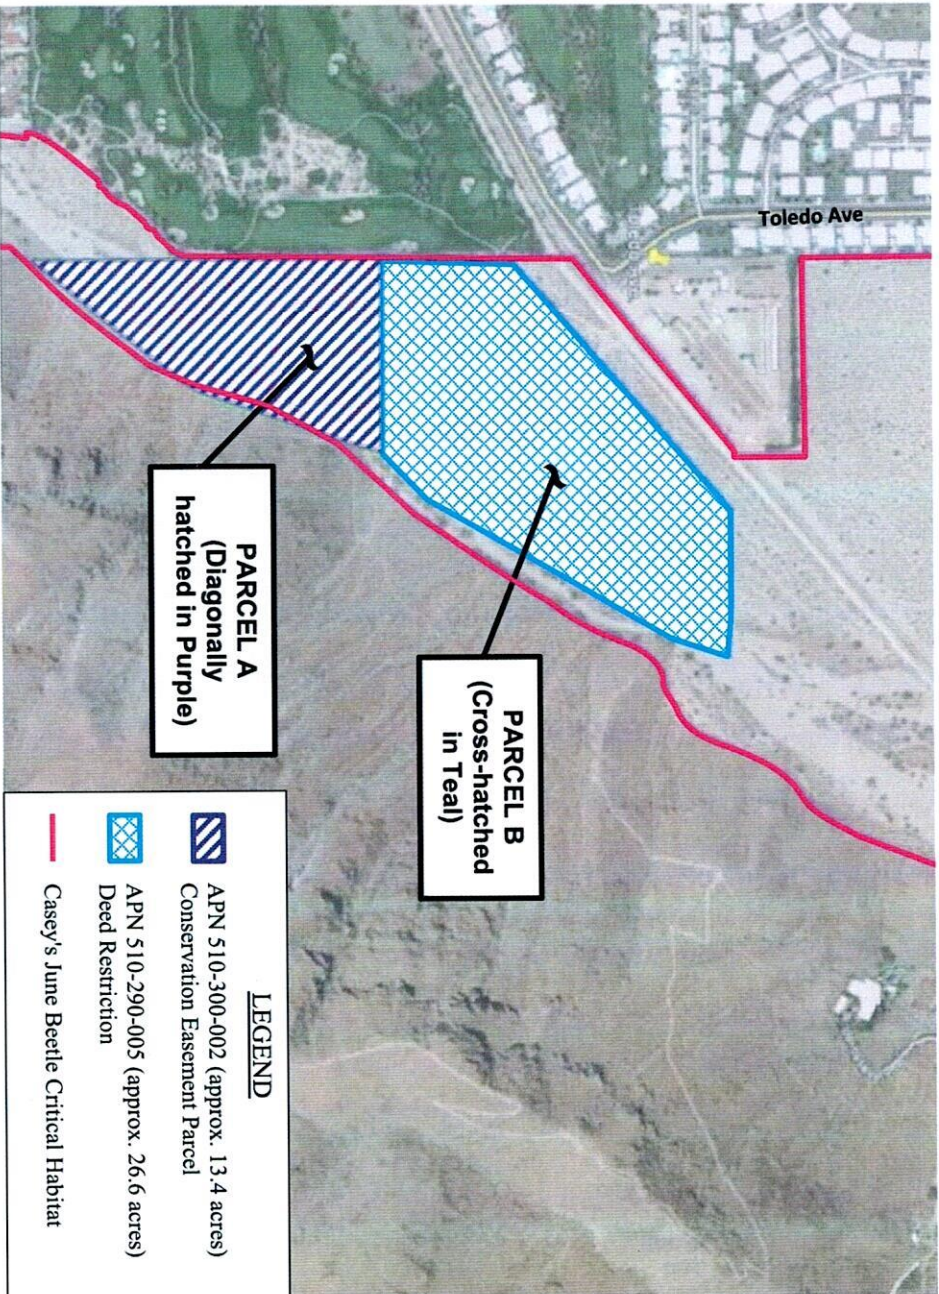 Toledo Ave
PARCEL A
(Diagonally
hatched in Purple)
PARCEL B
(Cross-hatched
in Teal)
LEGEND
APN 510-300-002 (approx. 13.4 acres)
Conservation Easement Parcel
APN 510-290-005 (approx. 26.6 acres)
Deed Restriction
Casey's June Beetle Critical Habitat